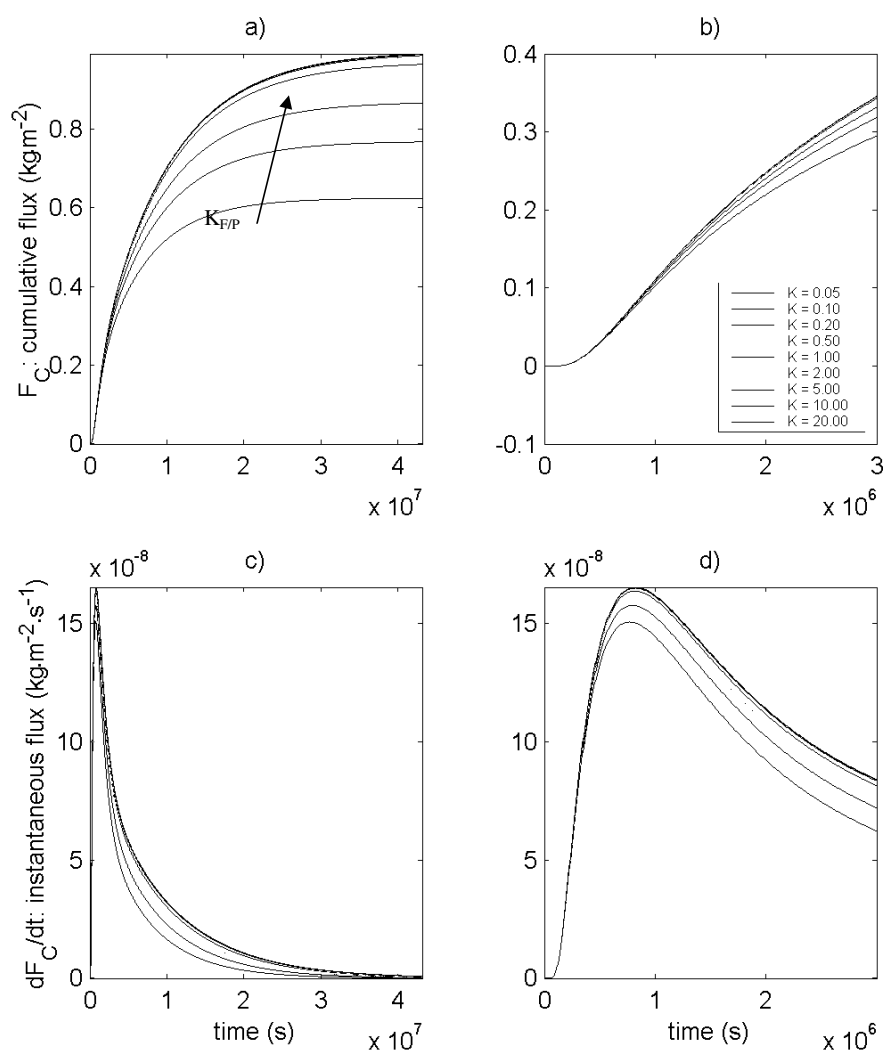 a)
F_C : cumulative flux (kg.m^-2)
0.8
0.6
0.4
0.2
0
K_F/P
0 1 2 3 4
x 10^7
b)
0.4
0.3
0.2
0.1
0
-0.1
K = 0.05
K = 0.10
K = 0.20
K = 0.50
K = 1.00
K = 2.00
K = 5.00
K = 10.00
K = 20.00
0 1 2 3
x 10^6
c)
x 10^-8
dF_C/dt: instantaneous flux (kg.m^-2.s^-1)
15
10
5
0
0 1 2 3 4
time (s)
x 10^7
d)
x 10^-8
15
10
5
0
0 1 2 3
time (s)
x 10^6